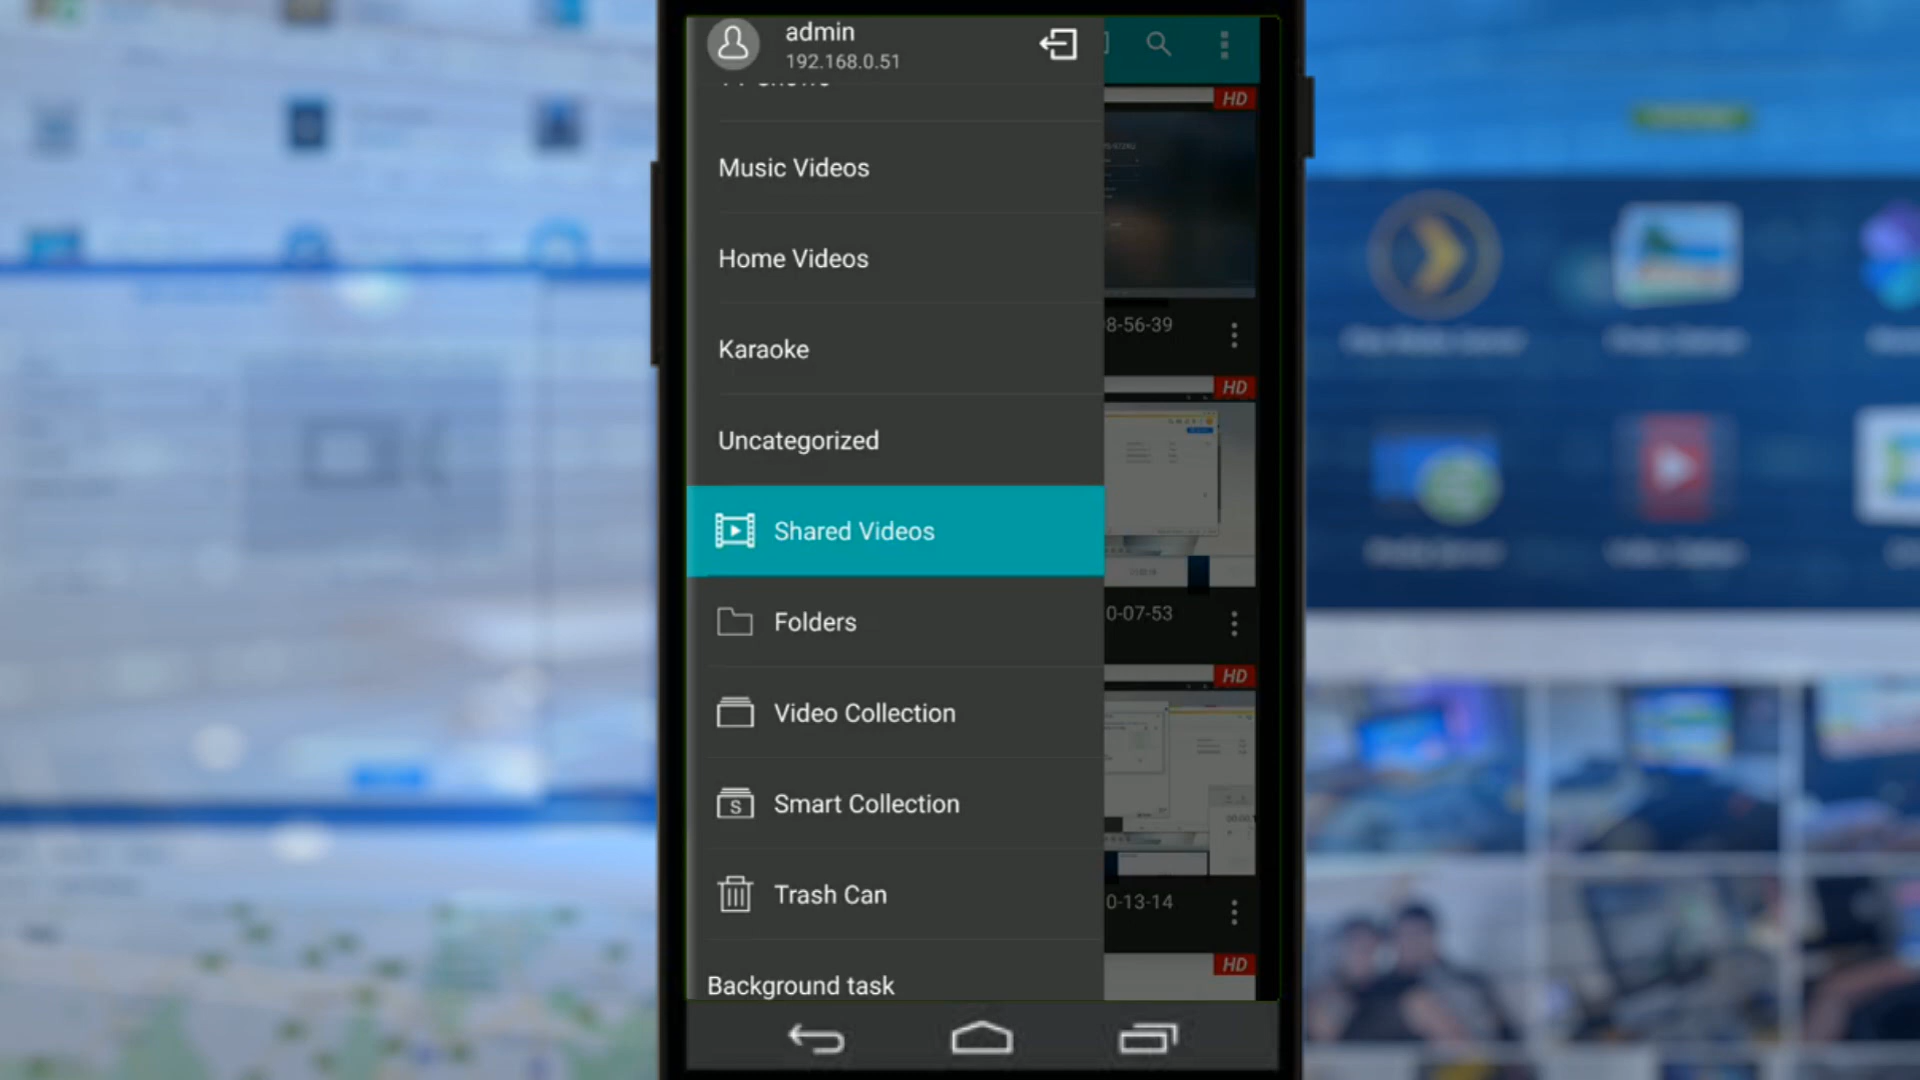 admin
192.168.0.51
HD
Music Videos
Home Videos
8-56-39
Karaoke
HD
Uncategorized
Shared Videos
Folders
0-07-53
HD
Video Collection
Smart Collection
Trash Can
0-13-14
HD
Background task